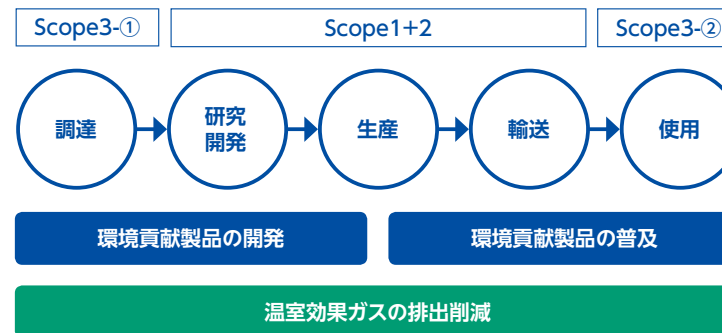 Scope3-①
Scope1+2
Scope3-②
調達
研究
開発
生産
輸送
使用
環境貢献製品の開発
環境貢献製品の普及
温室効果ガスの排出削減